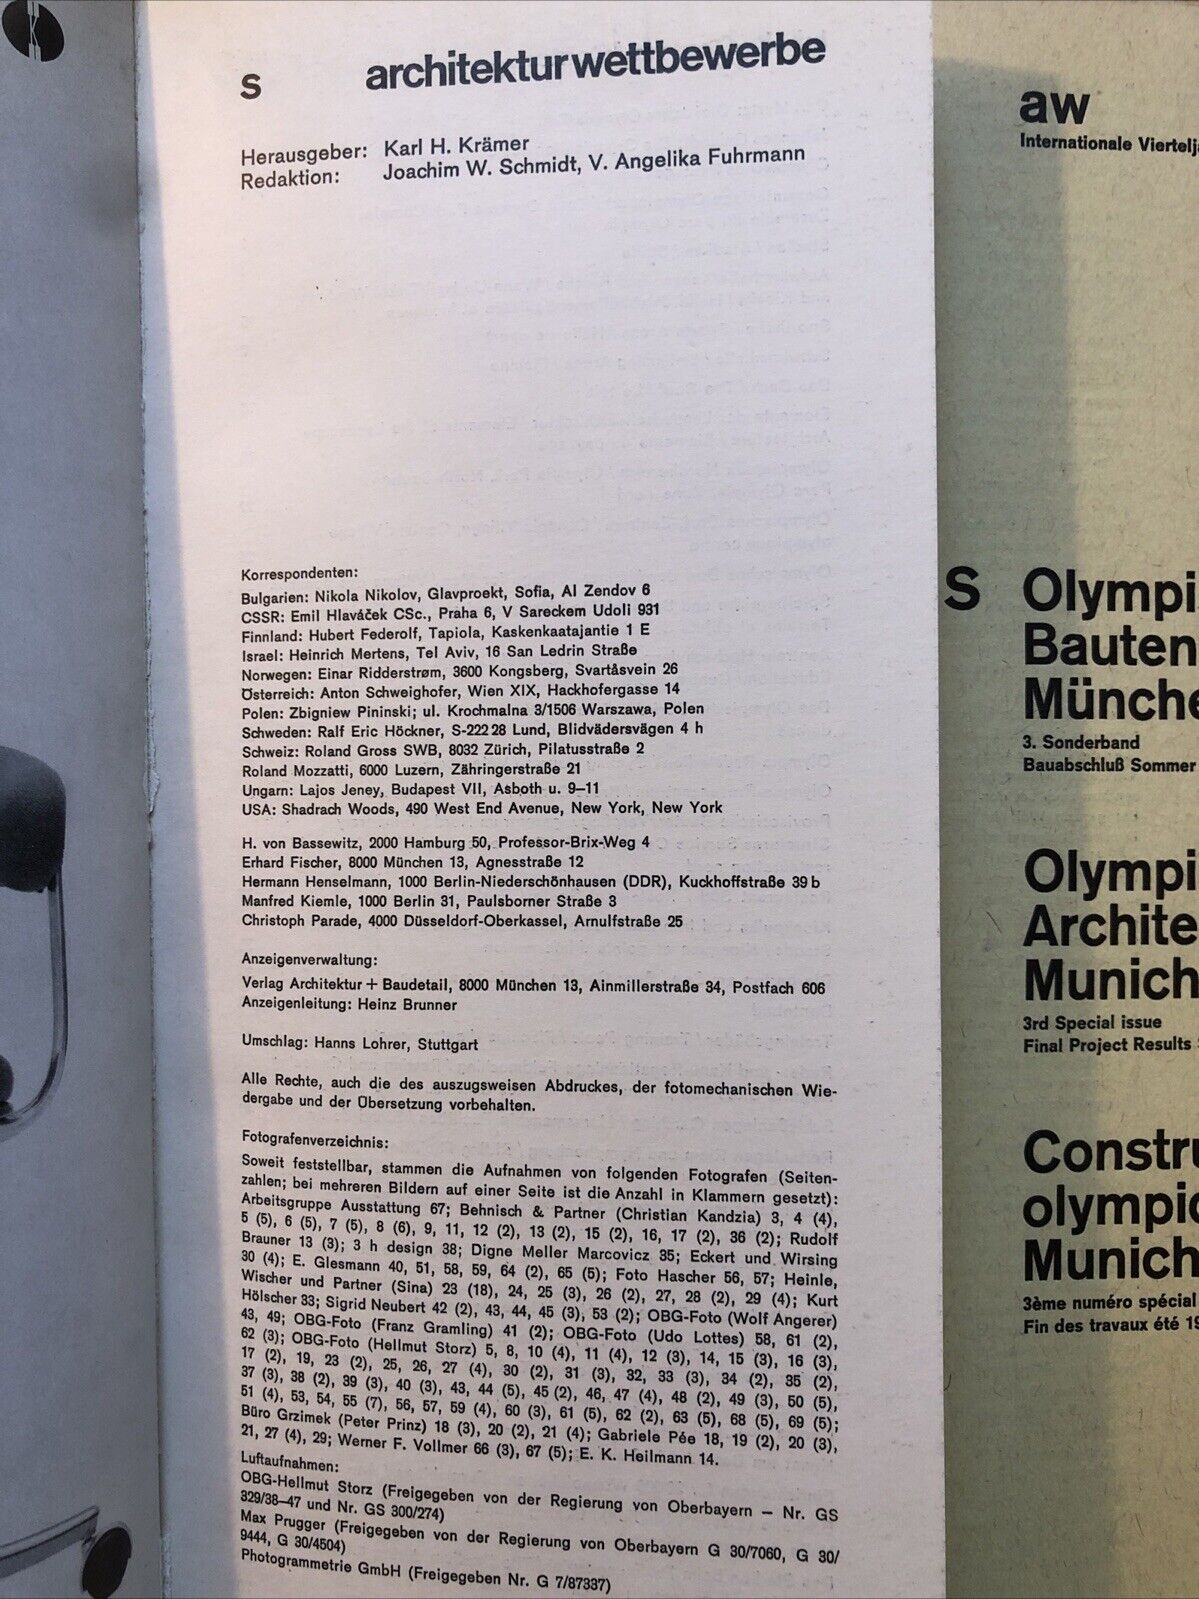 s architekturwettbewerbe
Herausgeber: Karl H. Krämer
Redaktion: Joachim W. Schmidt, V. Angelika Fuhrmann
Korrespondenten:
Bulgarien: Nikola Nikolov, Glavproekt, Sofia, Al Zendov 6
CSSR: Emil Hlaváček CSc., Praha 6, V Sareckem Udoli 931
Finnland: Hubert Federolf, Tapiola, Kaskenkaatajantie 1 E
Israel: Heinrich Mertens, Tel Aviv, 16 San Ledrin Straße
Norwegen: Einar Ridderstrøm, 3600 Kongsberg, Svartåsvein 26
Österreich: Anton Schweighofer, Wien XIX, Hackhofergasse 14
Polen: Zbigniew Pininski; ul. Krochmalna 3/1506 Warszawa, Polen
Schweden: Ralf Eric Höckner, S-222 28 Lund, Blidvädersvägen 4 h
Schweiz: Roland Gross SWB, 8032 Zürich, Pilatusstraße 2
Roland Mozzatti, 6000 Luzern, Zähringerstraße 21
Ungarn: Lajos Jeney, Budapest VII, Asboth u. 9–11
USA: Shadrach Woods, 490 West End Avenue, New York, New York
H. von Bassewitz, 2000 Hamburg 50, Professor-Brix-Weg 4
Erhard Fischer, 8000 München 13, Agnesstraße 12
Hermann Henselmann, 1000 Berlin-Niederschönhausen (DDR), Kuckhoffstraße 39 b
Manfred Kiemle, 1000 Berlin 31, Paulsborner Straße 3
Christoph Parade, 4000 Düsseldorf-Oberkassel, Arnulfstraße 25
Anzeigenverwaltung:
Verlag Architektur + Baudetail, 8000 München 13, Ainmillerstraße 34, Postfach 606
Anzeigenleitung: Heinz Brunner
Umschlag: Hanns Lohrer, Stuttgart
Alle Rechte, auch die des auszugsweisen Abdruckes, der fotomechanischen Wie-
dergabe und der Übersetzung vorbehalten.
Fotografenverzeichnis:
Soweit feststellbar, stammen die Aufnahmen von folgenden Fotografen (Seiten-
zahlen; bei mehreren Bildern auf einer Seite ist die Anzahl in Klammern gesetzt):
Arbeitsgruppe Ausstattung 67; Behnisch & Partner (Christian Kandzia) 3, 4 (4),
5 (5), 6 (5), 7 (5), 8 (6), 9, 11, 12 (2), 13 (2), 15 (2), 16, 17 (2), 36 (2); Rudolf
Brauner 13 (3); 3 h design 38; Digne Meller Marcovicz 35; Eckert und Wirsing
30 (4); E. Glesmann 40, 51, 58, 59, 64 (2), 65 (5); Foto Hascher 56, 57; Heinle,
Wischer und Partner (Sina) 23 (18), 24, 25 (3), 26 (2), 27, 28 (2), 29 (4); Kurt
Hölscher 33; Sigrid Neubert 42 (2), 43, 44, 45 (3), 53 (2); OBG-Foto (Wolf Angerer)
43, 49; OBG-Foto (Franz Gramling) 41 (2); OBG-Foto (Udo Lottes) 58, 61 (2),
62 (3); OBG-Foto (Hellmut Storz) 5, 8, 10 (4), 11 (4), 12 (3), 14, 15 (3), 16 (3),
17 (2), 19, 23 (2), 25, 26, 27 (4), 30 (2), 31 (3), 32, 33 (3), 34 (2), 35 (2),
37 (3), 38 (2), 39 (3), 40 (3), 43, 44 (5), 45 (2), 46, 47 (4), 48 (2), 49 (3), 50 (5),
51 (4), 53, 54, 55 (7), 56, 57, 59 (4), 60 (3), 61 (5), 62 (2), 63 (5), 68 (5), 69 (5);
Büro Grzimek (Peter Prinz) 18 (3), 20 (2), 21 (4); Gabriele Pée 18, 19 (2), 20 (3),
21, 27 (4), 29; Werner F. Vollmer 66 (3), 67 (5); E. K. Heilmann 14.
Luftaufnahmen:
OBG-Hellmut Storz (Freigegeben von der Regierung von Oberbayern – Nr. GS
329/38–47 und Nr. GS 300/274)
Max Prugger (Freigegeben von der Regierung von Oberbayern G 30/7060, G 30/
9444, G 30/4504)
Photogrammetrie GmbH (Freigegeben Nr. G 7/87337)
aw
Internationale Viertelj
s Olympi
Bauten
Münche
3. Sonderband
Bauabschluß Sommer
Olympi
Archite
Munich
3rd Special issue
Final Project Results
Constru
olympic
Munich
3ème numéro spécial
Fin des travaux été 19